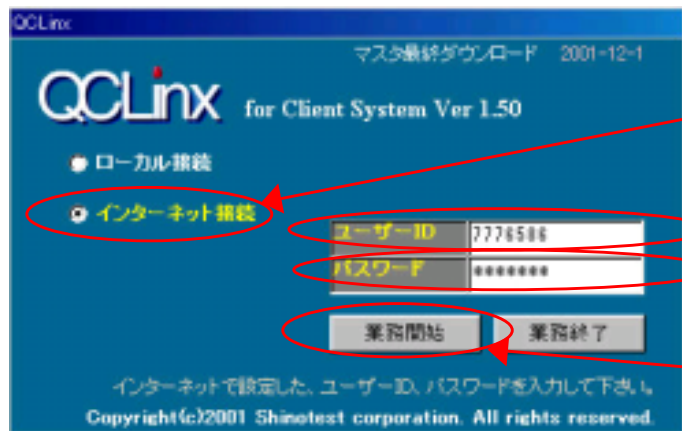 QCLinx
マスタ最終ダウンロード 2001-12-1
QCLinx for Client System Ver 1.50
ローカル接続
インターネット接続
ユーザーID 7776586
パスワード *******
業務開始 業務終了
インターネットで設定した、ユーザーID、パスワードを入力して下さい。
Copyright(c)2001 Shinotest corporation. All rights reserved.